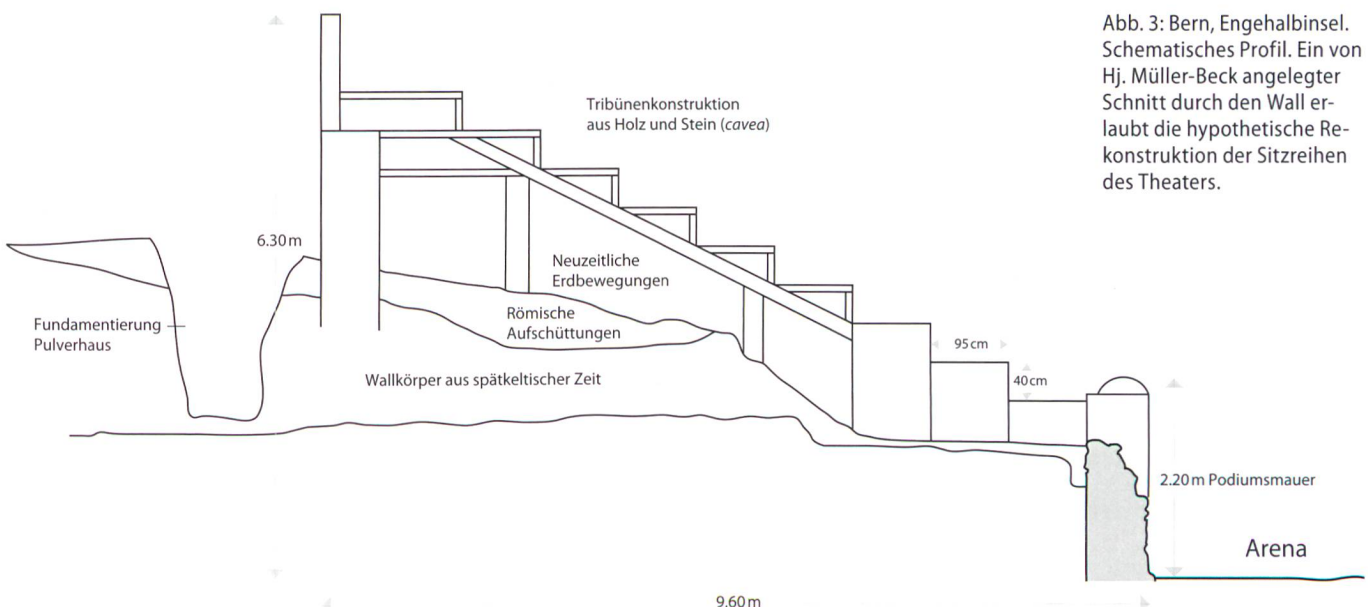 Abb. 3: Bern, Engehalbinsel.
Schematisches Profil. Ein von
Hj. Müller-Beck angelegter
Schnitt durch den Wall er-
laubt die hypothetische Re-
konstruktion der Sitzreihen
des Theaters.
Tribünenkonstruktion
aus Holz und Stein (cavea)
6.30 m
Neuzeitliche
Erdbewegungen
Römische
Aufschüttungen
Fundamentierung
Pulverhaus
Wallkörper aus spätkeltischer Zeit
95 cm
40 cm
2.20 m Podiumsmauer
Arena
9.60 m